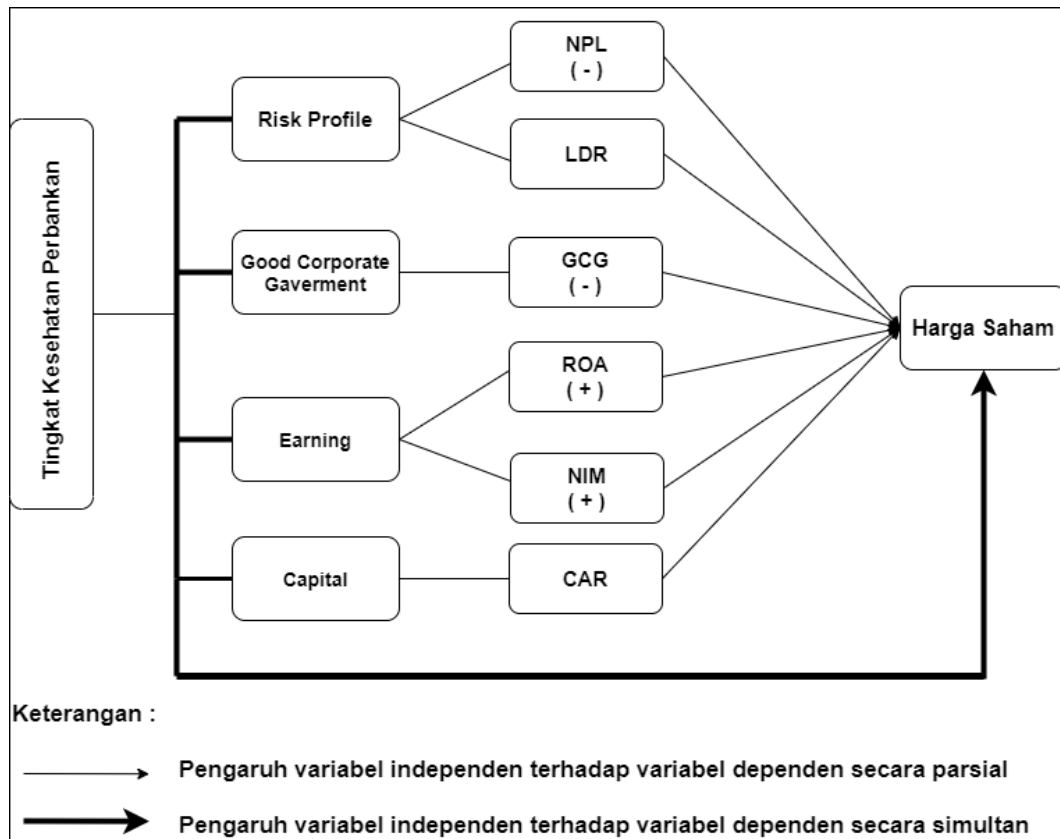 Tingkat Kesehatan Perbankan
Risk Profile
NPL
( - )
LDR
Good Corporate
Gaverment
GCG
( - )
Earning
ROA
( + )
NIM
( + )
Capital
CAR
Harga Saham
Keterangan :
Pengaruh variabel independen terhadap variabel dependen secara parsial
Pengaruh variabel independen terhadap variabel dependen secara simultan